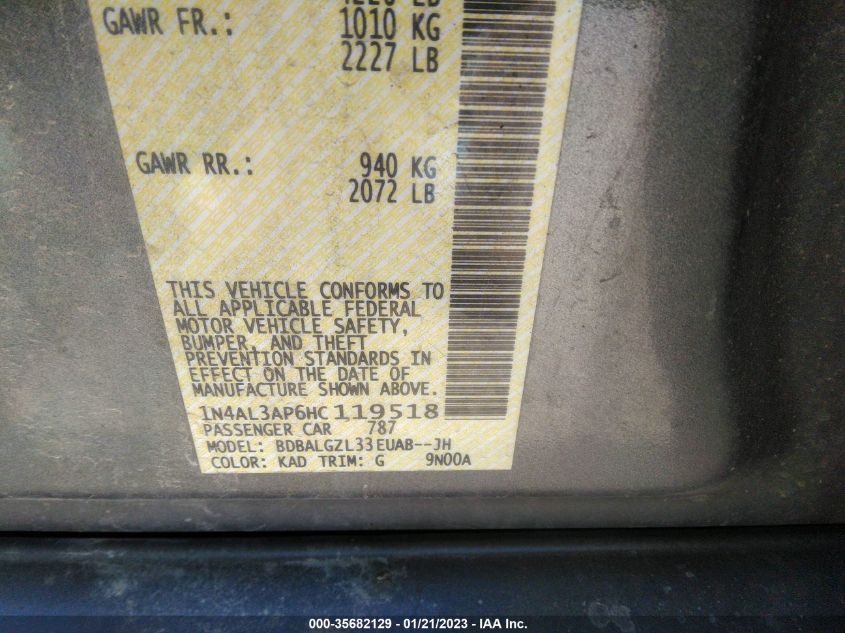 GAWR FR.: 1010 KG
2227 LB
GAWR RR.: 940 KG
2072 LB
THIS VEHICLE CONFORMS TO
ALL APPLICABLE FEDERAL
MOTOR VEHICLE SAFETY,
BUMPER, AND THEFT
PREVENTION STANDARDS IN
EFFECT ON THE DATE OF
MANUFACTURE SHOWN ABOVE.
1N4AL3AP6HC119518
PASSENGER CAR 787
MODEL: BDBALGZL33EUAB--JH
COLOR: KAD TRIM: G 9N00A
000-35682129 - 01/21/2023 - IAA Inc.